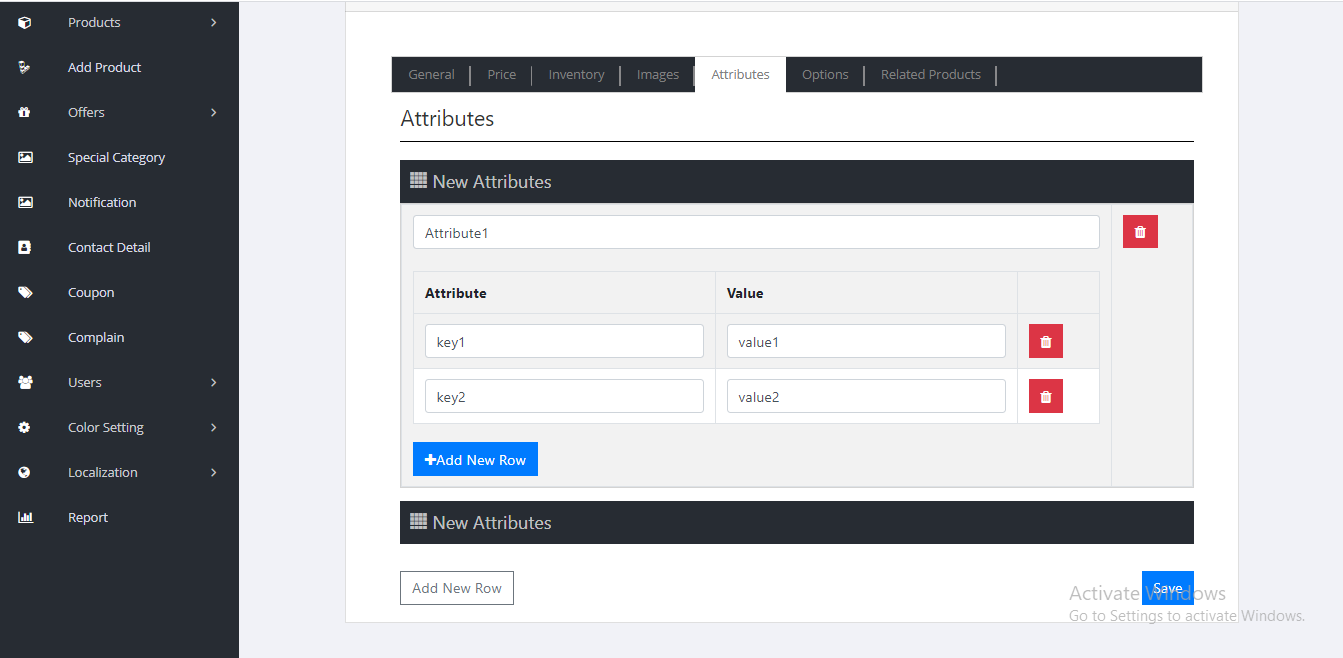 Products
Add Product
Offers
Special Category
Notification
Contact Detail
Coupon
Complain
Users
Color Setting
Localization
Report
General Price Inventory Images Attributes Options Related Products
Attributes
New Attributes
Attribute1
Attribute Value
key1 value1
key2 value2
Add New Row
New Attributes
Add New Row Save
Activate Windows
Go to Settings to activate Windows.